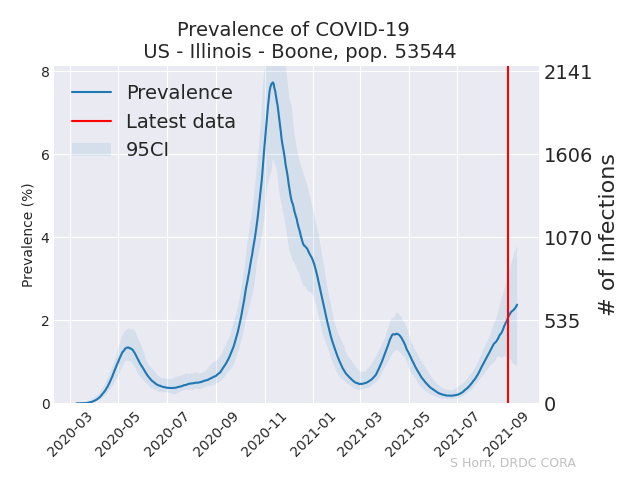 Prevalence of COVID-19
US - Illinois - Boone, pop. 53544
Prevalence
Latest data
95CI
Prevalence (%)
8
6
4
2
0
2141
1606
1070
535
0
# of infections
2020-03
2020-05
2020-07
2020-09
2020-11
2021-01
2021-03
2021-05
2021-07
2021-09
S Horn, DRDC CORA